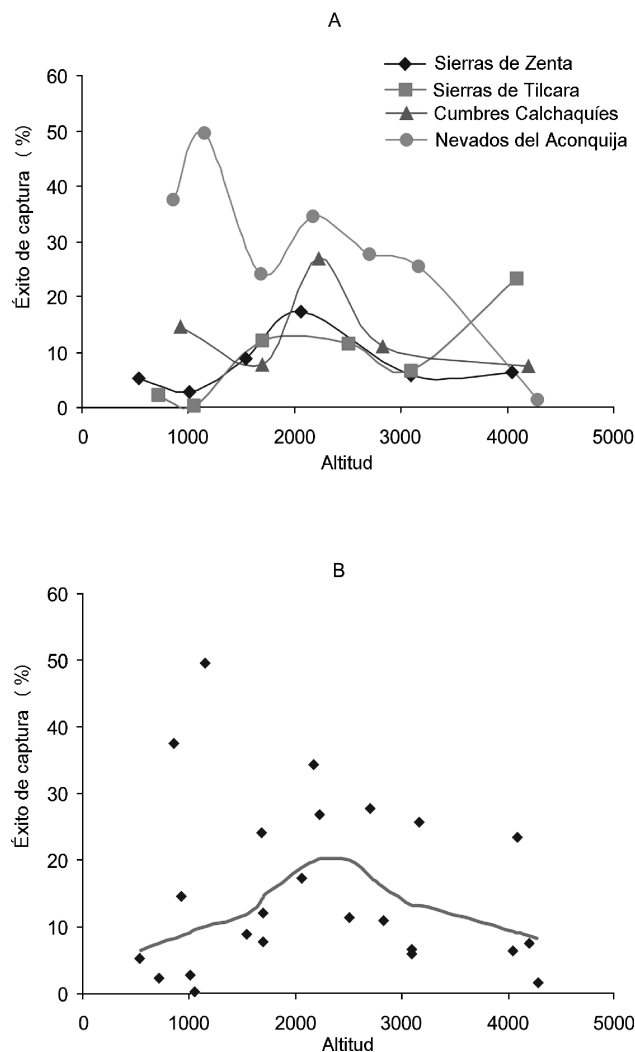 A
Sierras de Zenta
Sierras de Tilcara
Cumbres Calchaquíes
Nevados del Aconquija
60
50
40
30
20
10
0
Éxito de captura ( %)
0
1000
2000
3000
4000
5000
Altitud
B
60
50
40
30
20
10
0
Éxito de captura ( %)
0
1000
2000
3000
4000
5000
Altitud